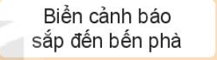 Biển cảnh báo
sắp đến bến phà